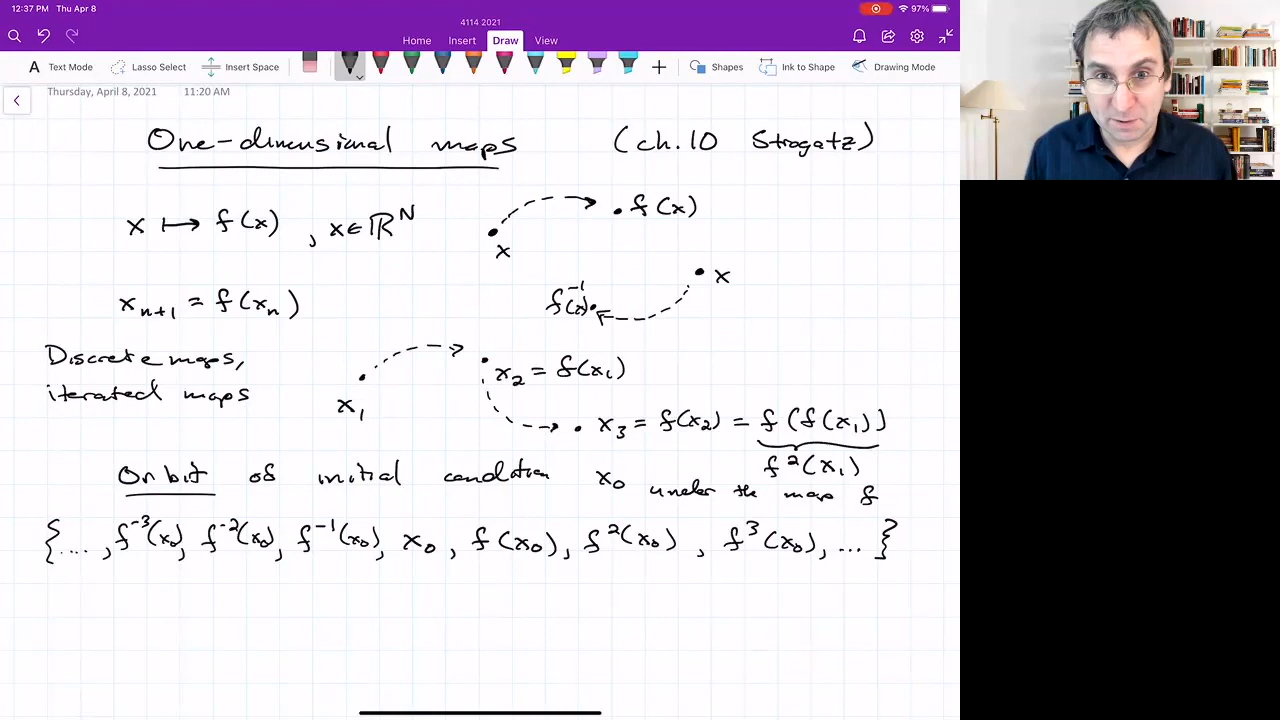 12:37 PM Thu Apr 8 97%
4114 2021
Home Insert Draw View
A Text Mode Lasso Select Insert Space Shapes Ink to Shape Drawing Mode
Thursday, April 8, 2021 11:20 AM
One-dimensional maps (ch.10 Strogatz)
x ↦ f(x) , x∈ℝᴺ
x f(x)
x
f⁻¹(x)
xₙ₊₁ = f(xₙ)
Discrete maps,
iterated maps
x₁
x₂ = f(x₁)
x₃ = f(x₂) = f(f(x₁))
f²(x₁)
Orbit of initial condition x₀ under the map f
{...., f⁻³(x₀), f⁻²(x₀), f⁻¹(x₀), x₀, f(x₀), f²(x₀), f³(x₀), ...}